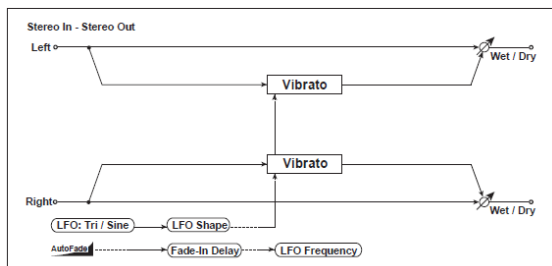 Stereo In - Stereo Out
Left
Wet / Dry
Vibrato
Vibrato
Right
Wet / Dry
LFO: Tri / Sine
LFO Shape
AutoFade
Fade-In Delay
LFO Frequency